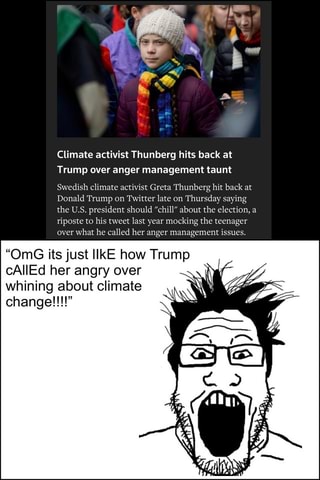 Climate activist Thunberg hits back at
Trump over anger management taunt
Swedish climate activist Greta Thunberg hit back at
Donald Trump on Twitter late on Thursday saying
the U.S. president should "chill" about the election, a
riposte to his tweet last year mocking the teenager
over what he called her anger management issues.
“OmG its just lIkE how Trump
cAllEd her angry over
whining about climate
change!!!!”